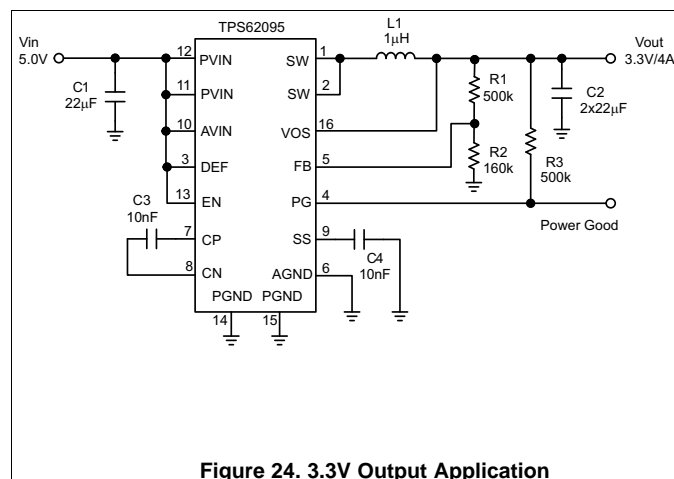 TPS62095
L1
1µH
Vin
5.0V
12 PVIN SW 1
Vout
3.3V/4A
C1
22µF
11 PVIN SW 2
R1
500k
C2
2x22µF
10 AVIN VOS 16
3 DEF FB 5
R2
160k
R3
500k
13 EN PG 4
Power Good
C3
10nF
7 CP SS 9
C4
10nF
8 CN AGND 6
PGND PGND
14 15
Figure 24. 3.3V Output Application